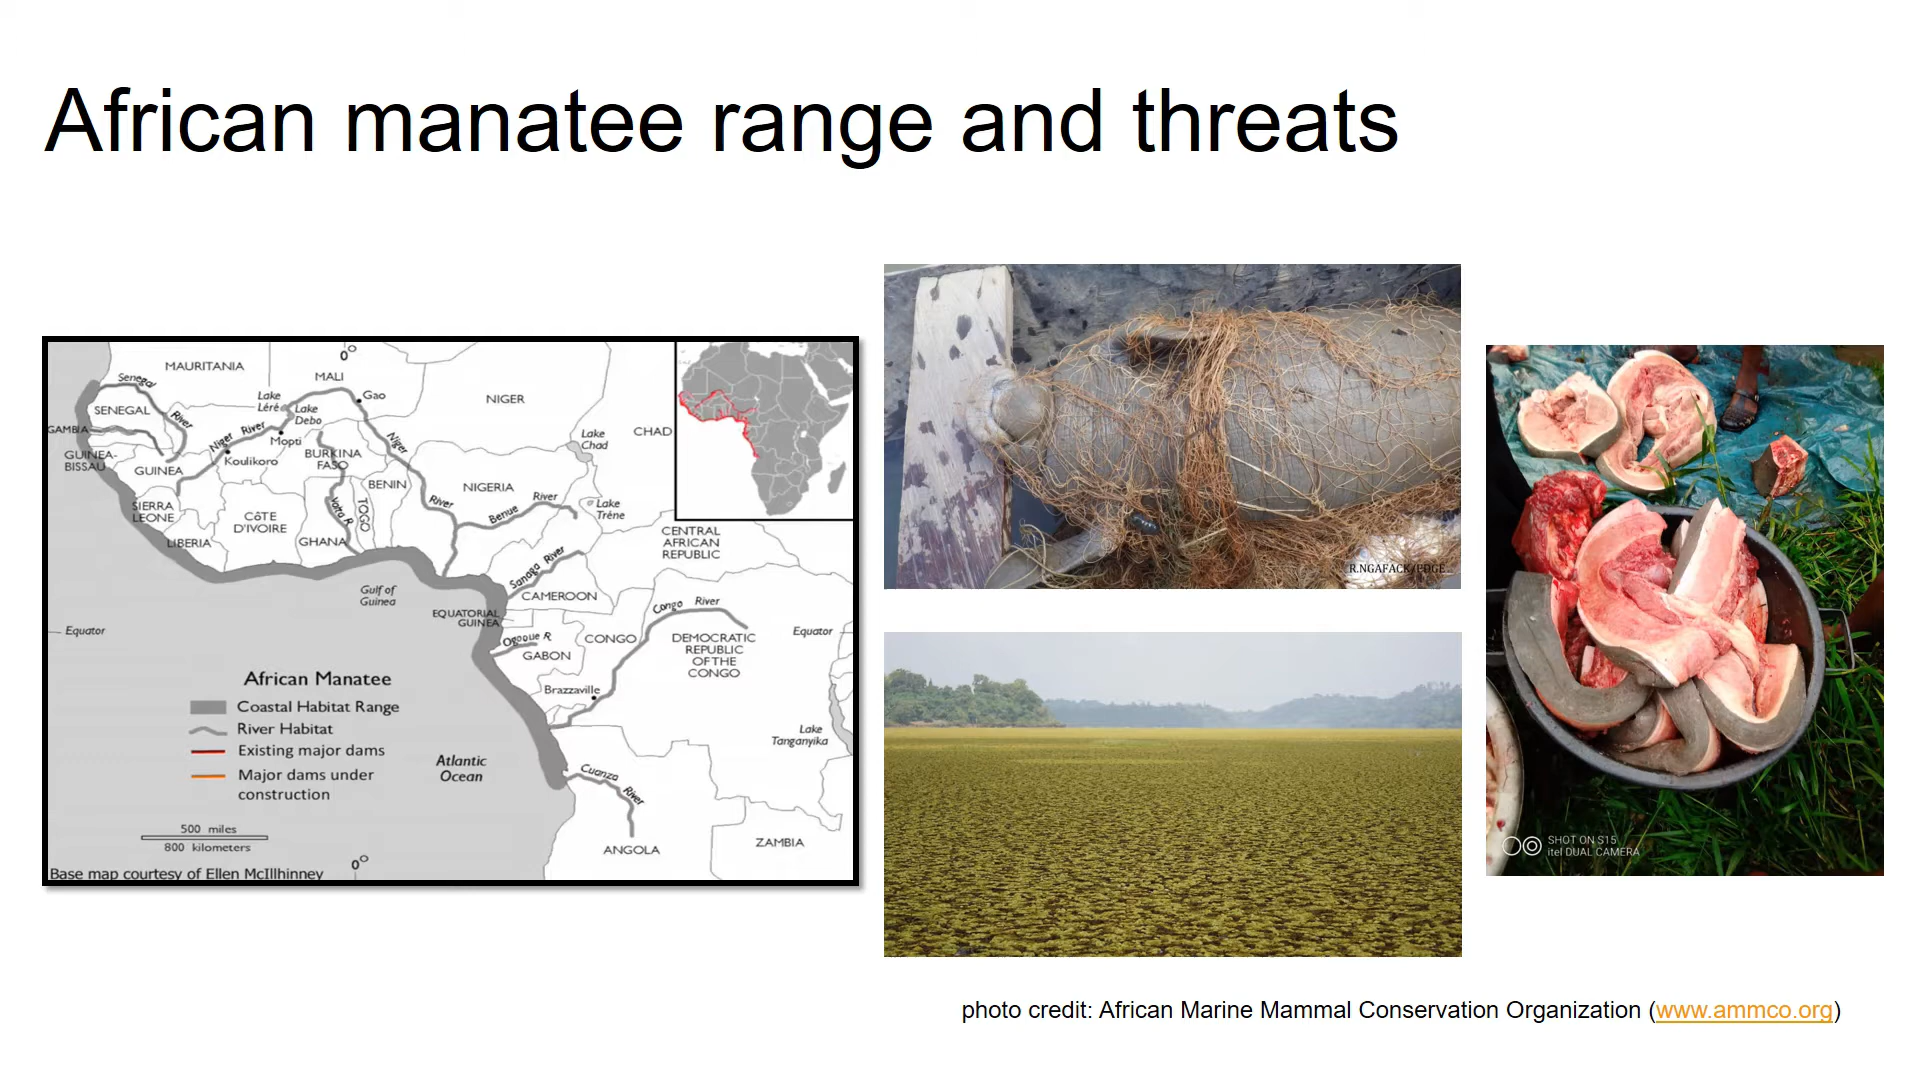 African manatee range and threats
0°
MAURITANIA
MALI
Senegal
River
Lake
Léré
Lake
Debo
Gao
NIGER
CHAD
SENEGAL
GAMBIA
GUINEA-
BISSAU
Niger River
Mopti
Koulikoro
Niger
River
Lake
Chad
GUINEA
BURKINA
FASO
BENIN
NIGERIA
Benue River
Lake
Tréne
SIERRA
LEONE
CôTE
D'IVOIRE
Volta R.
TOGO
LIBERIA
GHANA
CENTRAL
AFRICAN
REPUBLIC
Sanaga River
Gulf of
Guinea
CAMEROON
EQUATORIAL
GUINEA
Congo River
Equator
Ogooue R.
CONGO
GABON
DEMOCRATIC
REPUBLIC
OF THE
CONGO
Equator
Brazzaville
African Manatee
Coastal Habitat Range
River Habitat
Existing major dams
Major dams under
construction
Lake
Tanganyika
Atlantic
Ocean
Cuanza River
500 miles
800 kilometers
ANGOLA
ZAMBIA
0°
Base map courtesy of Ellen McIllhinney
R.NGAFACK/PDGE
SHOT ON S15
itel DUAL CAMERA
photo credit: African Marine Mammal Conservation Organization (www.ammco.org)